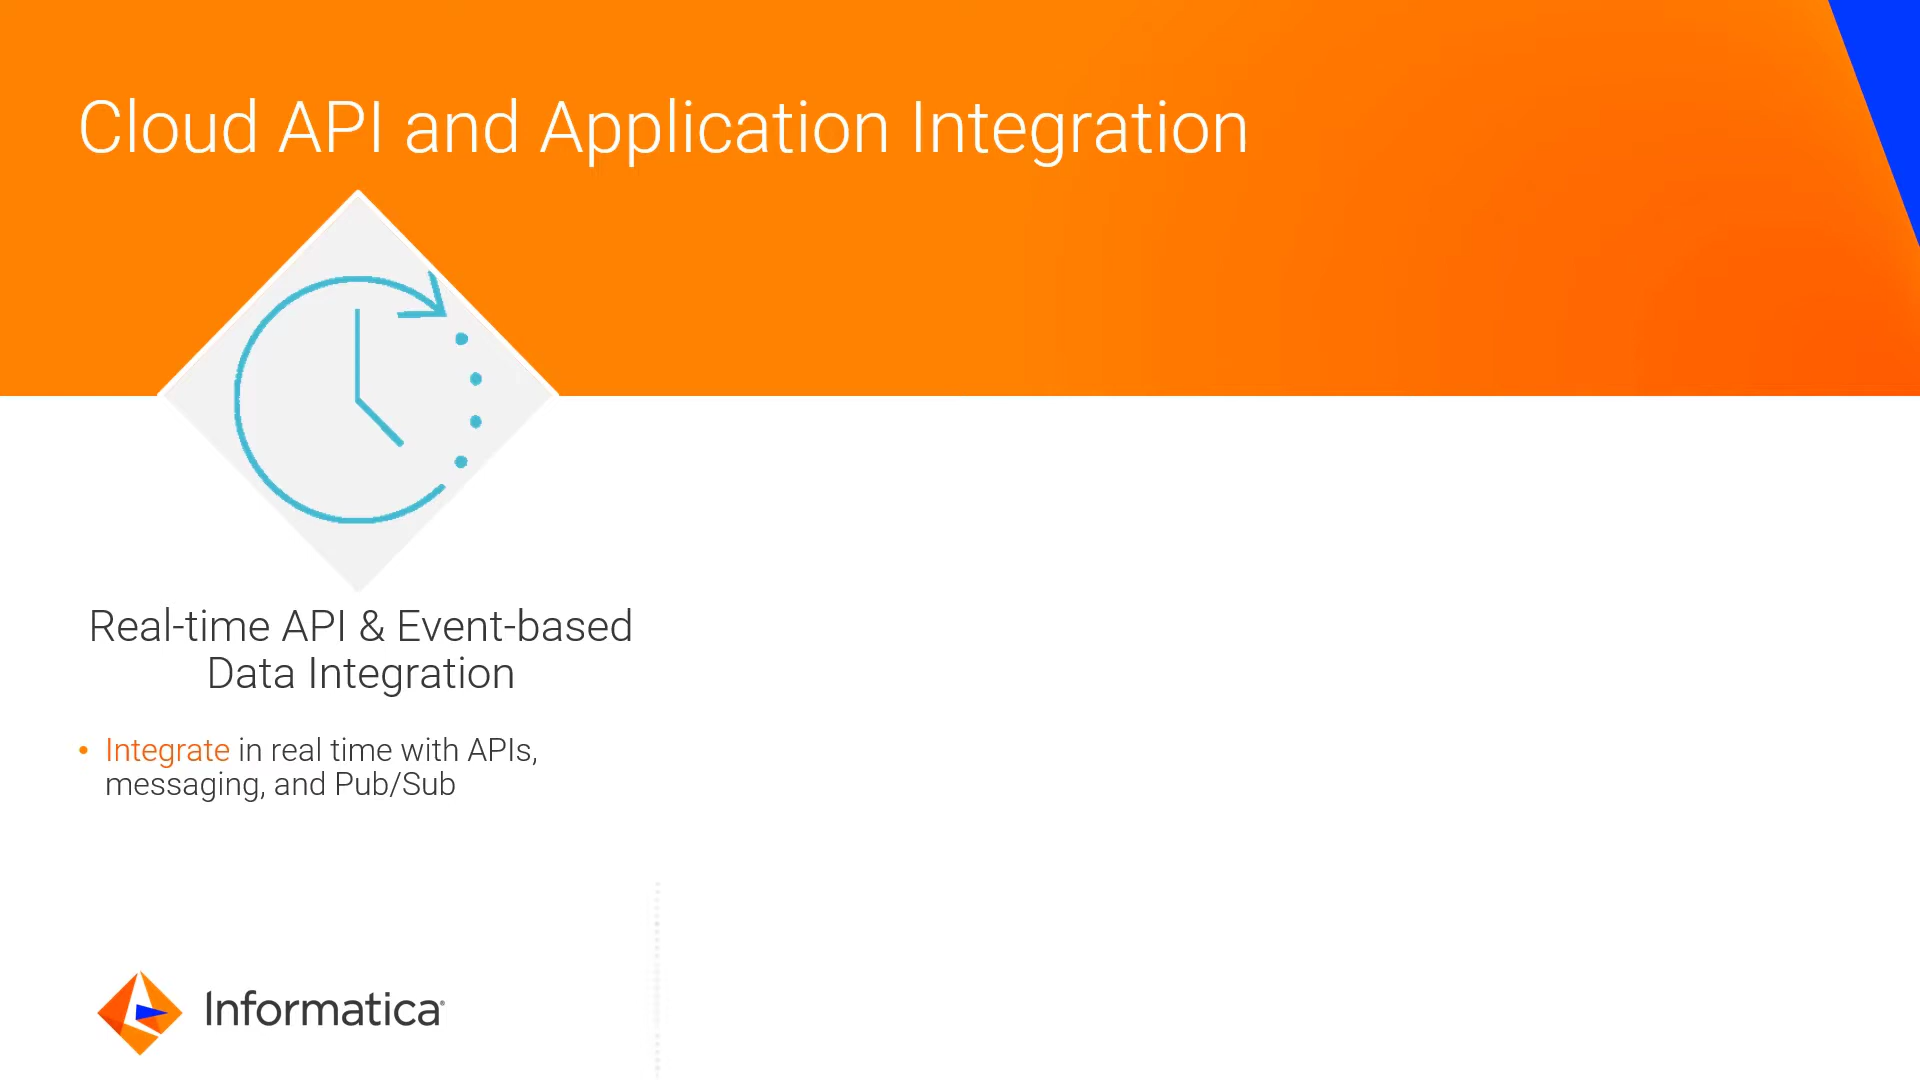 Cloud API and Application Integration
Real-time API & Event-based
Data Integration
• Integrate in real time with APIs,
messaging, and Pub/Sub
Informatica